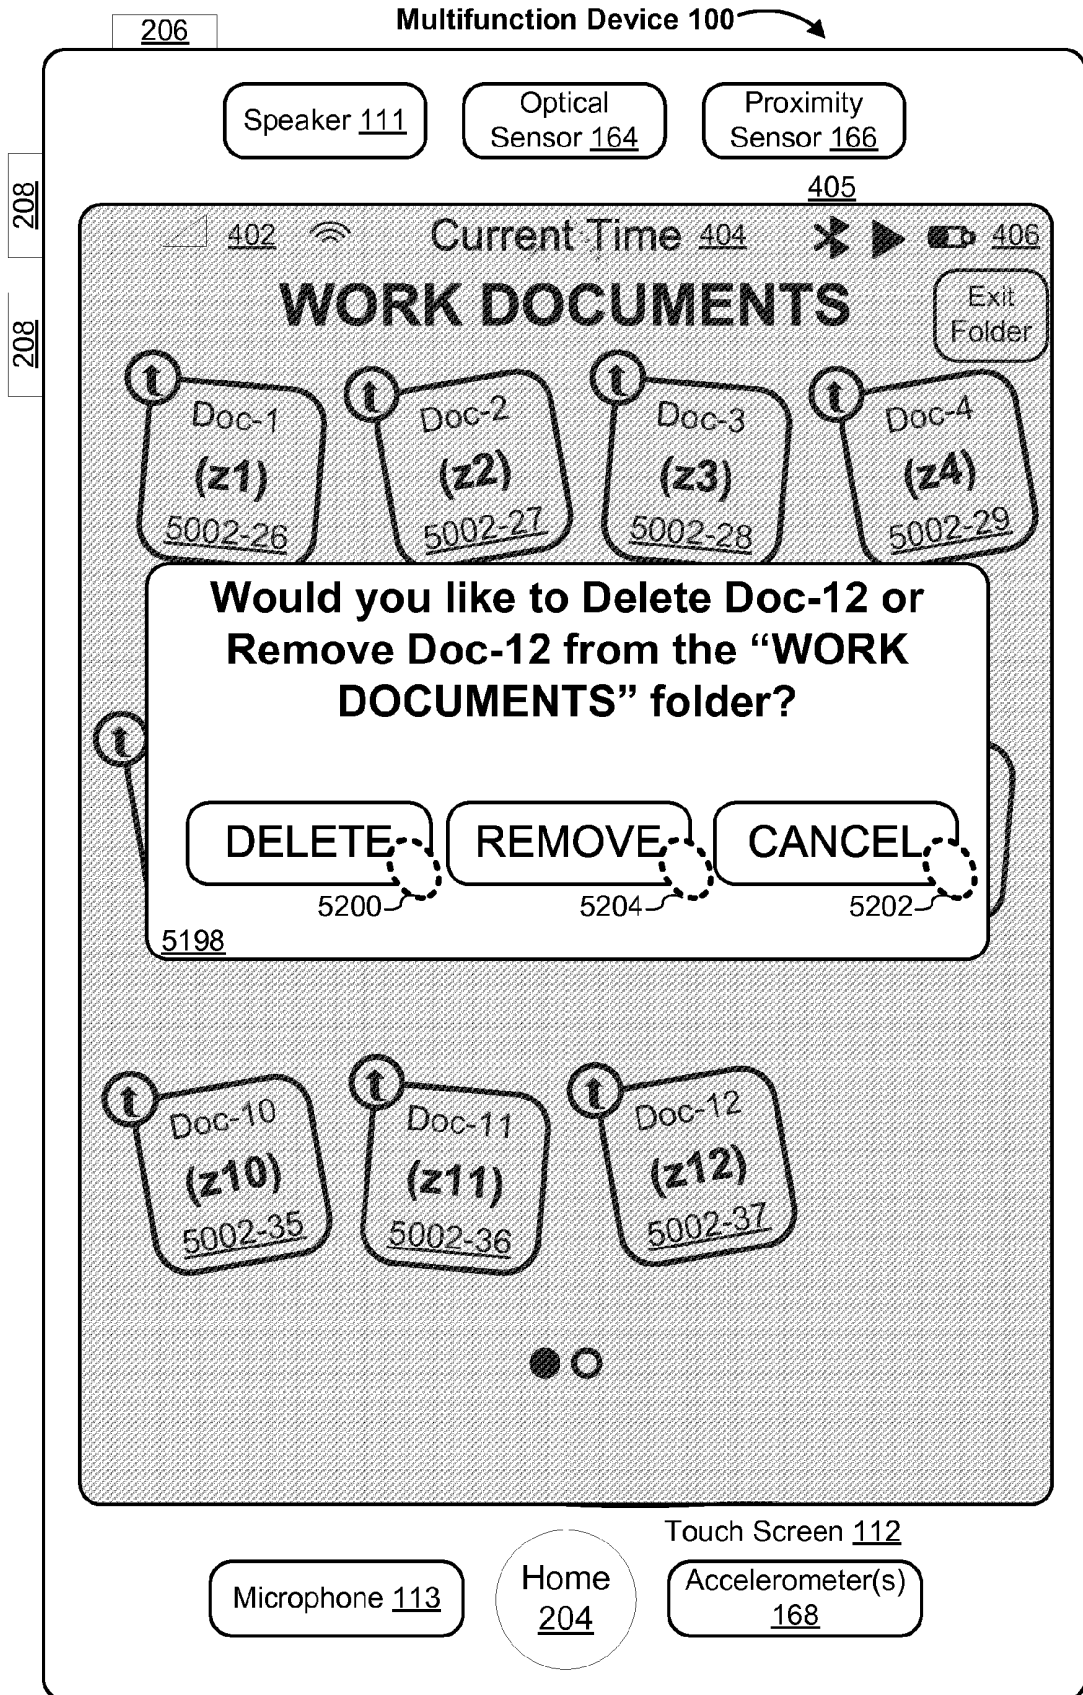 Multifunction Device 100
206
Speaker 111
Optical
Sensor 164
Proximity
Sensor 166
208
208
405
402
Current Time 404
406
WORK DOCUMENTS
Exit
Folder
t
Doc-1
(z1)
5002-26
t
Doc-2
(z2)
5002-27
t
Doc-3
(z3)
5002-28
t
Doc-4
(z4)
5002-29
Would you like to Delete Doc-12 or
Remove Doc-12 from the “WORK
DOCUMENTS” folder?
t
DELETE
REMOVE
CANCEL
5200
5204
5202
5198
t
Doc-10
(z10)
5002-35
t
Doc-11
(z11)
5002-36
t
Doc-12
(z12)
5002-37
Touch Screen 112
Microphone 113
Home
204
Accelerometer(s)
168